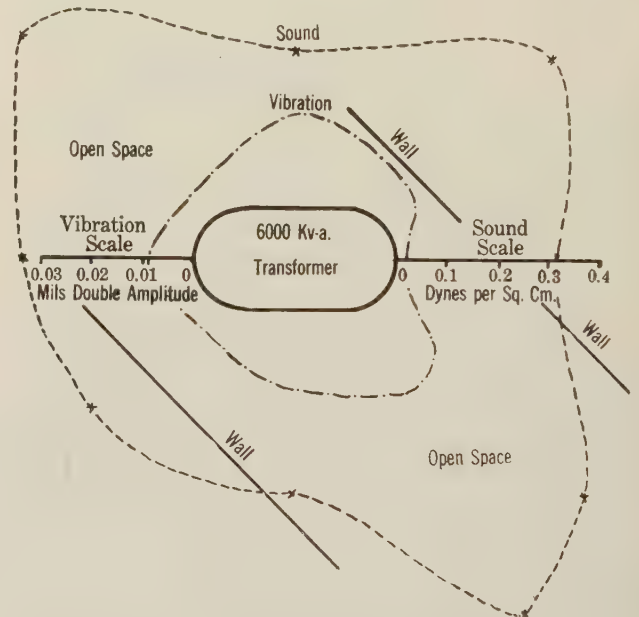 Sound
Vibration
Wall
Open Space
Vibration
Scale
6000 Kv-a.
Transformer
Sound
Scale
0.03 0.02 0.01 0
0 0.1 0.2 0.3 0.4
Mils Double Amplitude
Dynes per Sq. Cm.
Wall
Wall
Open Space